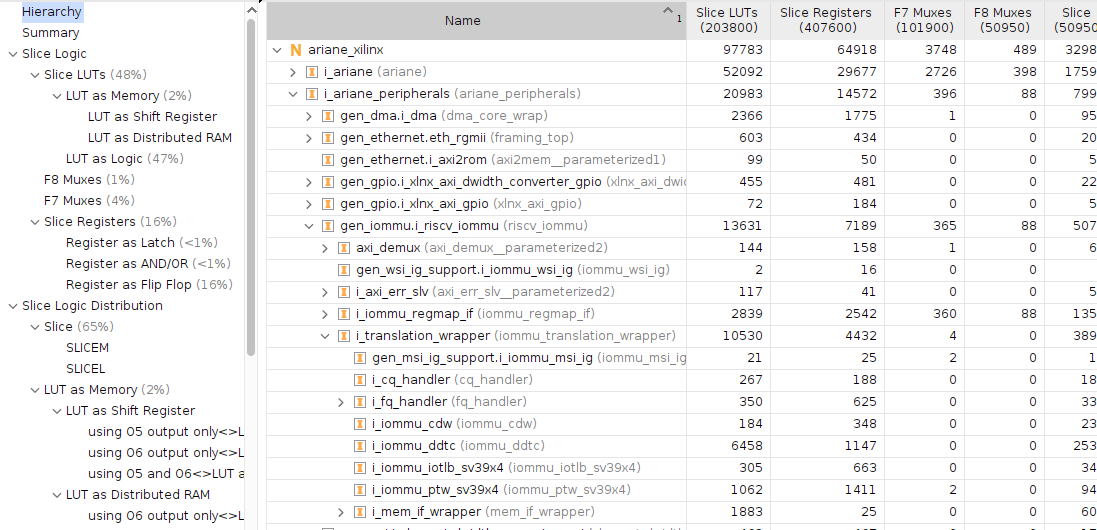 Hierarchy
Summary
Slice Logic
Slice LUTs (48%)
LUT as Memory (2%)
LUT as Shift Register
LUT as Distributed RAM
LUT as Logic (47%)
F8 Muxes (1%)
F7 Muxes (4%)
Slice Registers (16%)
Register as Latch (<1%)
Register as AND/OR (<1%)
Register as Flip Flop (16%)
Slice Logic Distribution
Slice (65%)
SLICEM
SLICEL
LUT as Memory (2%)
LUT as Shift Register
using O5 output only<>L
using O6 output only<>L
using O5 and O6<>LUT a
LUT as Distributed RAM
using O6 output only<>L
Name 1 Slice LUTs (203800) Slice Registers (407600) F7 Muxes (101900) F8 Muxes (50950) Slice (50950
N ariane_xilinx 97783 64918 3748 489 3298
i_ariane (ariane) 52092 29677 2726 398 1759
i_ariane_peripherals (ariane_peripherals) 20983 14572 396 88 799
gen_dma.i_dma (dma_core_wrap) 2366 1775 1 0 95
gen_ethernet.eth_rgmii (framing_top) 603 434 0 0 20
gen_ethernet.i_axi2rom (axi2mem__parameterized1) 99 50 0 0 5
gen_gpio.i_xlnx_axi_dwidth_converter_gpio (xlnx_axi_dwi 455 481 0 0 22
gen_gpio.i_xlnx_axi_gpio (xlnx_axi_gpio) 72 184 0 0 5
gen_iommu.i_riscv_iommu (riscv_iommu) 13631 7189 365 88 507
axi_demux (axi_demux__parameterized2) 144 158 1 0 6
gen_wsi_ig_support.i_iommu_wsi_ig (iommu_wsi_ig) 2 16 0 0
i_axi_err_slv (axi_err_slv__parameterized2) 117 41 0 0 5
i_iommu_regmap_if (iommu_regmap_if) 2839 2542 360 88 135
i_translation_wrapper (iommu_translation_wrapper) 10530 4432 4 0 389
gen_msi_ig_support.i_iommu_msi_ig (iommu_msi_ig 21 25 2 0 1
i_cq_handler (cq_handler) 267 188 0 0 18
i_fq_handler (fq_handler) 350 625 0 0 33
i_iommu_cdw (iommu_cdw) 184 348 0 0 23
i_iommu_ddtc (iommu_ddtc) 6458 1147 0 0 253
i_iommu_iotlb_sv39x4 (iommu_iotlb_sv39x4) 305 663 0 0 34
i_iommu_ptw_sv39x4 (iommu_ptw_sv39x4) 1062 1411 2 0 94
i_mem_if_wrapper (mem_if_wrapper) 1883 25 0 0 60